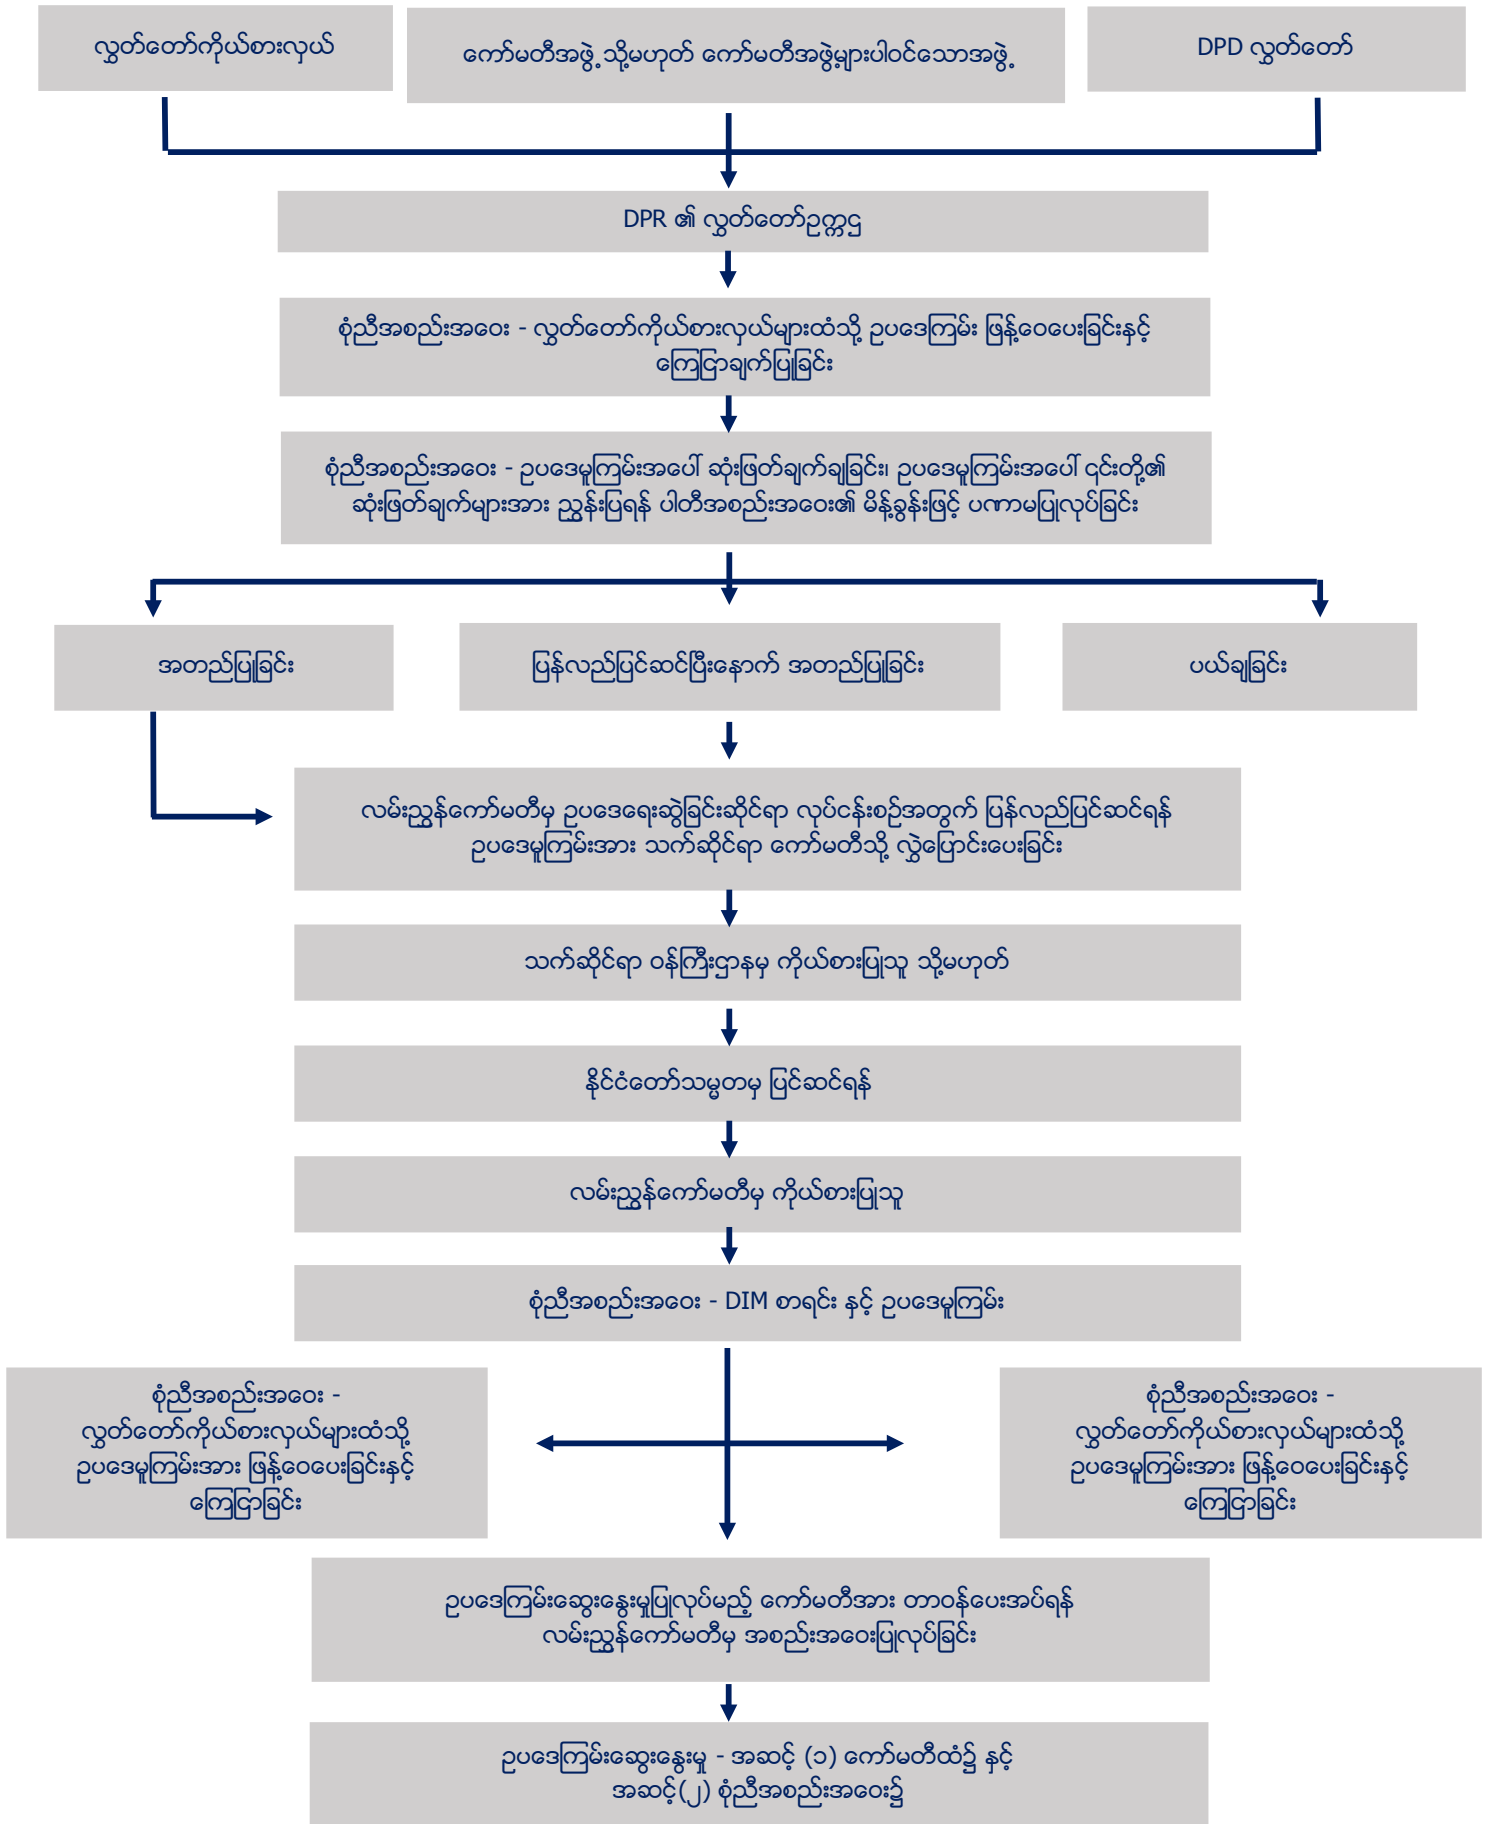 လွှတ်တော်ကိုယ်စားလှယ်
ကော်မတီအဖွဲ့ သို့မဟုတ် ကော်မတီအဖွဲ့များပါဝင်သောအဖွဲ့
DPD လွှတ်တော်
DPR ၏ လွှတ်တော်ဥက္ကဌ
စုံညီအစည်းအဝေး - လွှတ်တော်ကိုယ်စားလှယ်များထံသို့ ဥပဒေကြမ်း ဖြန့်ဝေပေးခြင်းနှင့်
ကြေငြာချက်ပြုခြင်း
စုံညီအစည်းအဝေး - ဥပဒေမူကြမ်းအပေါ် ဆုံးဖြတ်ချက်ချခြင်း၊ ဥပဒေမူကြမ်းအပေါ် ၎င်းတို့၏
ဆုံးဖြတ်ချက်များအား ညွှန်းပြရန် ပါတီအစည်းအဝေး၏ မိန့်ခွန်းဖြင့် ပဏာမပြုလုပ်ခြင်း
အတည်ပြုခြင်း
ပြန်လည်ပြင်ဆင်ပြီးနောက် အတည်ပြုခြင်း
ပယ်ချခြင်း
လမ်းညွှန်ကော်မတီမှ ဥပဒေရေးဆွဲခြင်းဆိုင်ရာ လုပ်ငန်းစဉ်အတွက် ပြန်လည်ပြင်ဆင်ရန်
ဥပဒေမူကြမ်းအား သက်ဆိုင်ရာ ကော်မတီသို့ လွှဲပြောင်းပေးခြင်း
သက်ဆိုင်ရာ ဝန်ကြီးဌာနမှ ကိုယ်စားပြုသူ သို့မဟုတ်
နိုင်ငံတော်သမ္မတမှ ပြင်ဆင်ရန်
လမ်းညွှန်ကော်မတီမှ ကိုယ်စားပြုသူ
စုံညီအစည်းအဝေး - DIM စာရင်း နှင့် ဥပဒေမူကြမ်း
စုံညီအစည်းအဝေး -
လွှတ်တော်ကိုယ်စားလှယ်များထံသို့
ဥပဒေမူကြမ်းအား ဖြန့်ဝေပေးခြင်းနှင့်
ကြေငြာခြင်း
စုံညီအစည်းအဝေး -
လွှတ်တော်ကိုယ်စားလှယ်များထံသို့
ဥပဒေမူကြမ်းအား ဖြန့်ဝေပေးခြင်းနှင့်
ကြေငြာခြင်း
ဥပဒေကြမ်းဆွေးနွေးမှုပြုလုပ်မည့် ကော်မတီအား တာဝန်ပေးအပ်ရန်
လမ်းညွှန်ကော်မတီမှ အစည်းအဝေးပြုလုပ်ခြင်း
ဥပဒေကြမ်းဆွေးနွေးမှု - အဆင့် (၁) ကော်မတီထံ၌ နှင့်
အဆင့်(၂) စုံညီအစည်းအဝေး၌